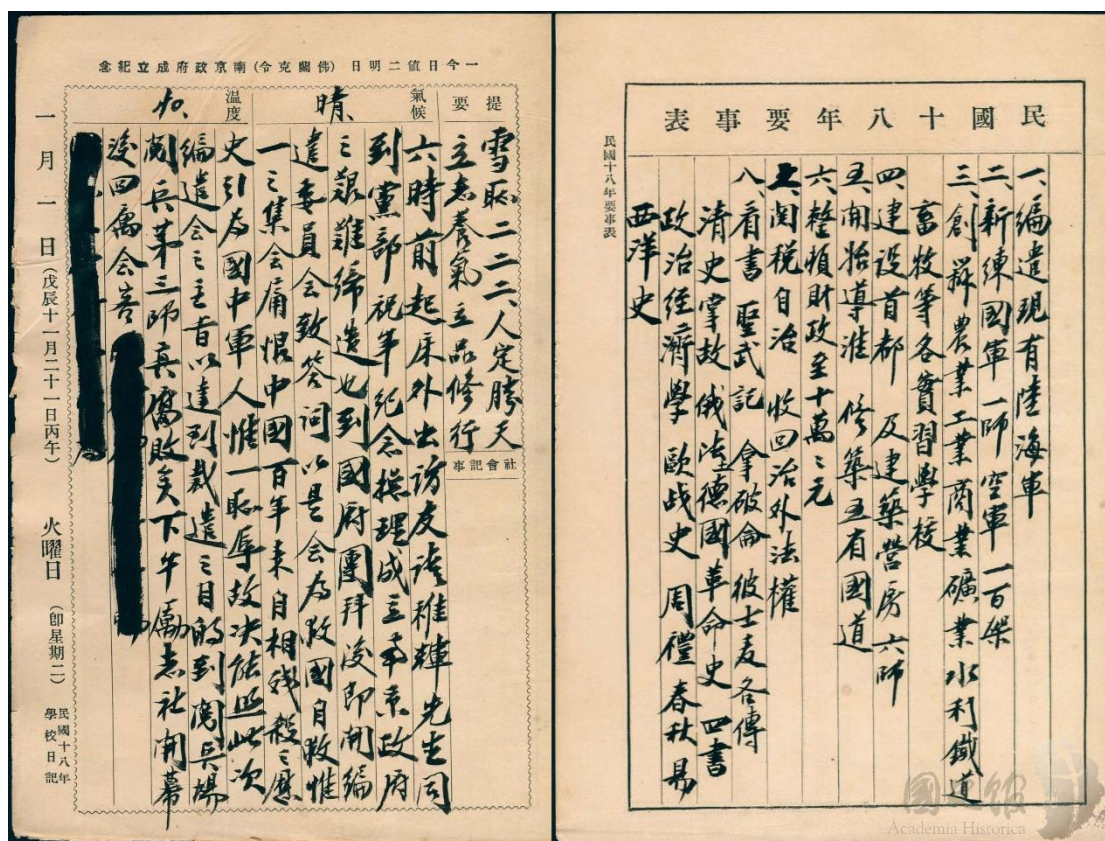 民國十八年要事表
民國十八年要事表
一、編遣現有陸海軍
二、新練國軍一師空軍一百架
三、創辦農業工業商業礦業水利鐵道
畜牧等各實習學校
四、建設首都 及建築營房六師
五、開始導淮 修築五有國道
六、整頓財政至十萬之元
七、關稅自治 收回治外法權
八、看書 聖武記 拿破侖 彼士麦各傳
清史掌故俄法德國革命史 四書
政治經濟學 歐战史 周禮春秋易
西洋史
一今日值二明日(佛蘭克令)南京政府成立紀念
提要
氣候
晴、
溫度
卅、
雪恥二二二、人定勝天
立志養氣立品修行
社會記事
六時前起床外出訪友讌稚輝先生同
到黨部祝年紀念總理成立南京政府
之艱難締造也到國府團拜後即開編
遣委員會致答詞以是會為救國自救惟
一之集會痛恨中國百年來自相残殺之歷
史引為國中軍人惟一恥辱故决能照此次
編遣會之主旨以達到裁遣之目的到閱兵場
閱兵第三師兵腐敗矣下午勵志社開幕
後回寓会客
一月一日(戊辰十一月二十一日丙午) 火曜日 (卽星期二)
民國十八年
學校日記
國史館
Academia Historica